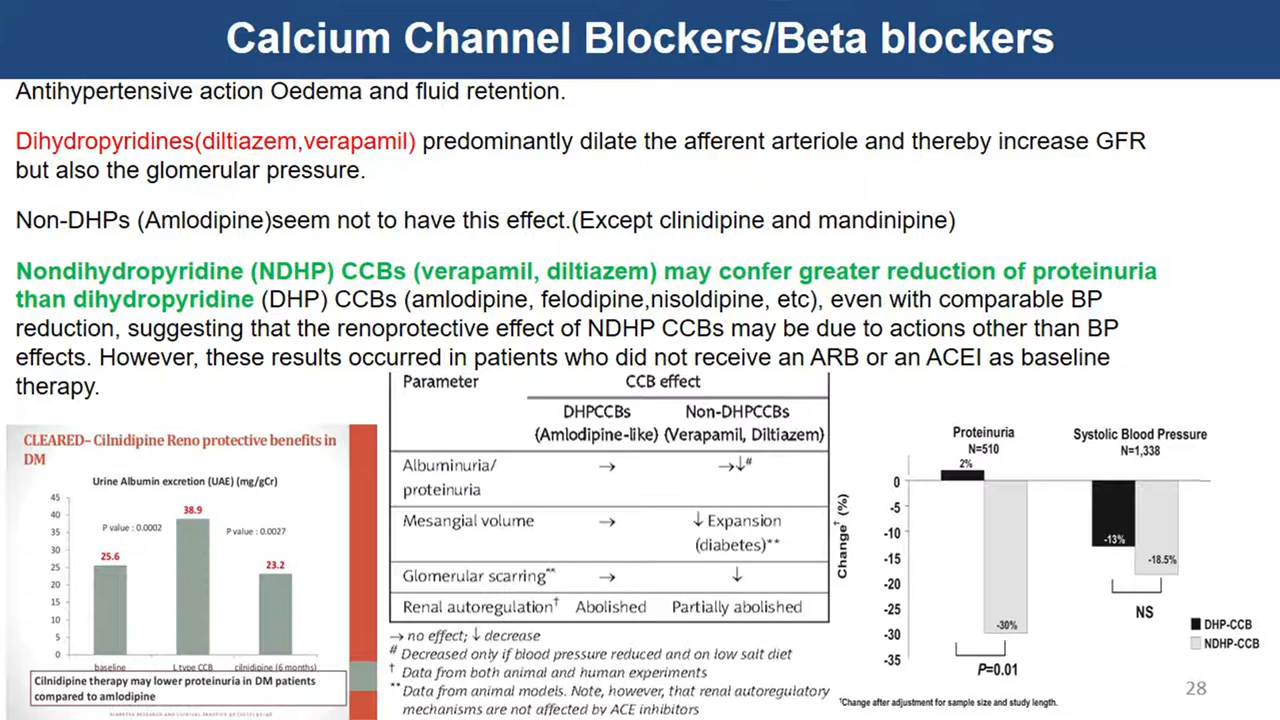 Calcium Channel Blockers/Beta blockers
Antihypertensive action Oedema and fluid retention.
Dihydropyridines(diltiazem,verapamil) predominantly dilate the afferent arteriole and thereby increase GFR
but also the glomerular pressure.
Non-DHPs (Amlodipine)seem not to have this effect.(Except clinidipine and mandinipine)
Nondihydropyridine (NDHP) CCBs (verapamil, diltiazem) may confer greater reduction of proteinuria
than dihydropyridine (DHP) CCBs (amlodipine, felodipine,nisoldipine, etc), even with comparable BP
reduction, suggesting that the renoprotective effect of NDHP CCBs may be due to actions other than BP
effects. However, these results occurred in patients who did not receive an ARB or an ACEI as baseline
therapy.
CLEARED– Cilnidipine Reno protective benefits in
DM
Urine Albumin excretion (UAE) (mg/gCr)
45
40
35
30
25
20
15
10
5
0
P value : 0.0002
P value : 0.0027
25.6
38.9
23.2
baseline
L type CCB
cilnidipine (6 months)
Cilnidipine therapy may lower proteinuria in DM patients
compared to amlodipine
Parameter CCB effect
DHPCCBs Non-DHPCCBs
(Amlodipine-like) (Verapamil, Diltiazem)
Albuminuria/ → →↓#
proteinuria
Mesangial volume → ↓ Expansion
(diabetes)**
Glomerular scarring** → ↓
Renal autoregulation† Abolished Partially abolished
→ no effect; ↓ decrease
# Decreased only if blood pressure reduced and on low salt diet
† Data from both animal and human experiments
** Data from animal models. Note, however, that renal autoregulatory
mechanisms are not affected by ACE inhibitors
Proteinuria
N=510
Systolic Blood Pressure
N=1,338
Change† (%)
0
-5
-10
-15
-20
-25
-30
-35
2%
-30%
-13%
-18.5%
P=0.01
NS
DHP-CCB
NDHP-CCB
†Change after adjustment for sample size and study length.
28